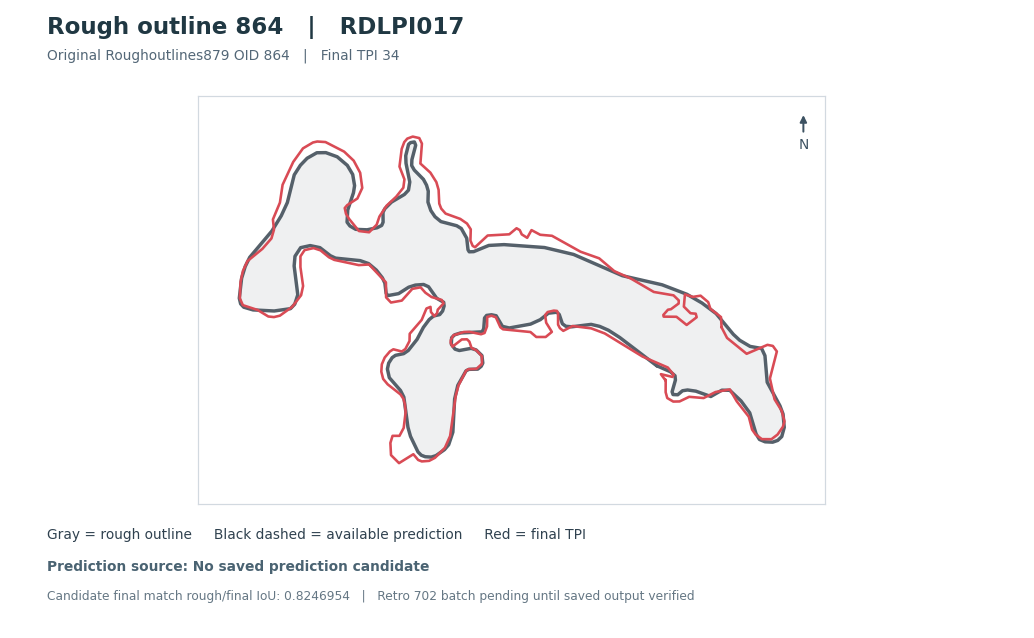 Rough outline 864   |   RDLPI017
Original Roughoutlines879 OID 864   |   Final TPI 34
N
Gray = rough outline     Black dashed = available prediction     Red = final TPI
Prediction source: No saved prediction candidate
Candidate final match rough/final IoU: 0.8246954   |   Retro 702 batch pending until saved output verified